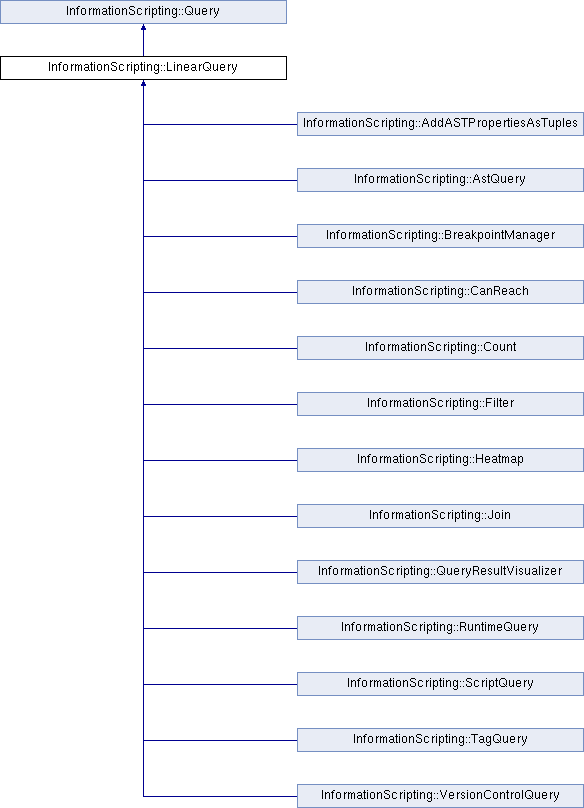 InformationScripting::Query
InformationScripting::LinearQuery
InformationScripting::AddASTPropertiesAsTuples
InformationScripting::AstQuery
InformationScripting::BreakpointManager
InformationScripting::CanReach
InformationScripting::Count
InformationScripting::Filter
InformationScripting::Heatmap
InformationScripting::Join
InformationScripting::QueryResultVisualizer
InformationScripting::RuntimeQuery
InformationScripting::ScriptQuery
InformationScripting::TagQuery
InformationScripting::VersionControlQuery